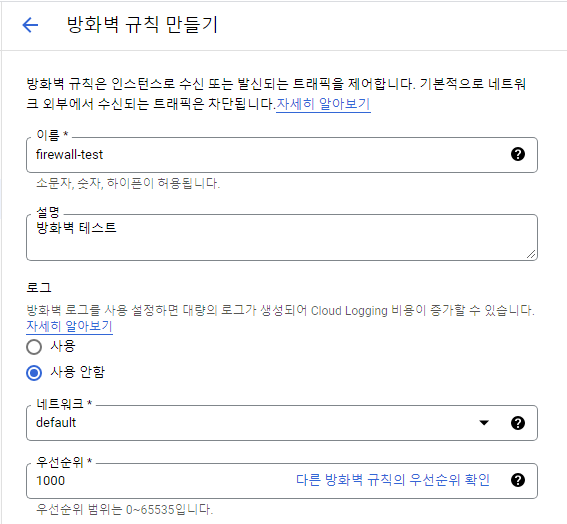 방화벽 규칙 만들기
방화벽 규칙은 인스턴스로 수신 또는 발신되는 트래픽을 제어합니다. 기본적으로 네트워
크 외부에서 수신되는 트래픽은 차단됩니다.자세히 알아보기
이름 *
firewall-test
소문자, 숫자, 하이픈이 허용됩니다.
설명
방화벽 테스트
로그
방화벽 로그를 사용 설정하면 대량의 로그가 생성되어 Cloud Logging 비용이 증가할 수 있습니다.
자세히 알아보기
사용
사용 안함
네트워크 *
default
우선순위 *
1000 다른 방화벽 규칙의 우선순위 확인
우선순위 범위는 0~65535입니다.